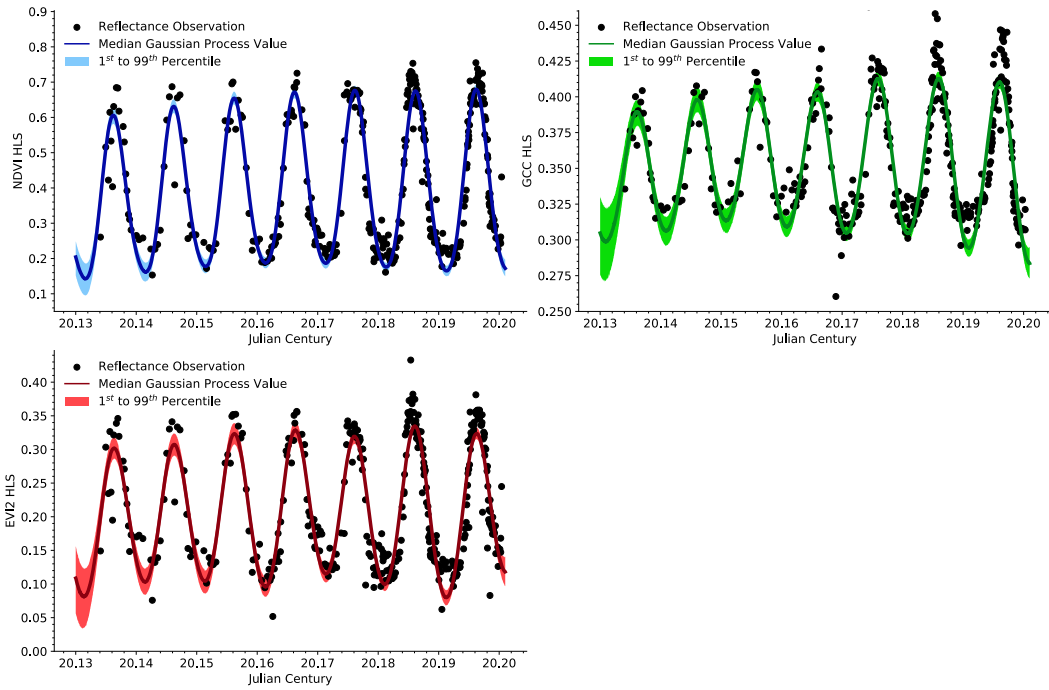 Reflectance Observation
Median Gaussian Process Value
1st to 99th Percentile
NDVI HLS
0.9
0.8
0.7
0.6
0.5
0.4
0.3
0.2
0.1
20.13 20.14 20.15 20.16 20.17 20.18 20.19 20.20
Julian Century
Reflectance Observation
Median Gaussian Process Value
1st to 99th Percentile
GCC HLS
0.450
0.425
0.400
0.375
0.350
0.325
0.300
0.275
0.250
20.13 20.14 20.15 20.16 20.17 20.18 20.19 20.20
Julian Century
Reflectance Observation
Median Gaussian Process Value
1st to 99th Percentile
EVI2 HLS
0.40
0.35
0.30
0.25
0.20
0.15
0.10
0.05
0.00
20.13 20.14 20.15 20.16 20.17 20.18 20.19 20.20
Julian Century